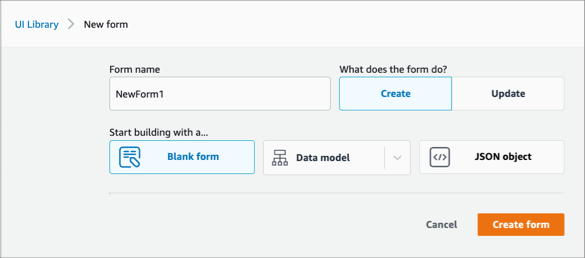 UI Library > New form
Form name
What does the form do?
NewForm1
Create
Update
Start building with a...
Blank form
Data model
</> JSON object
Cancel
Create form